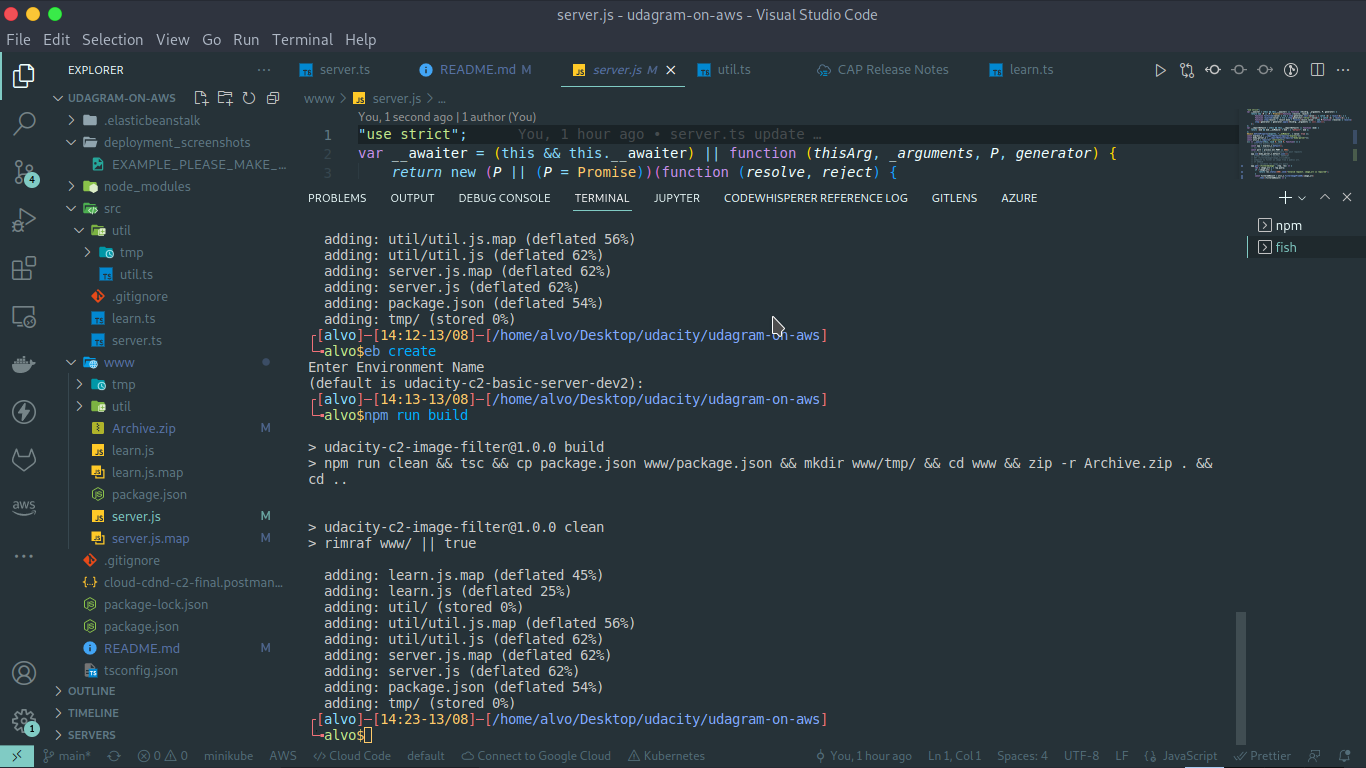 server.js - udagram-on-aws - Visual Studio Code
File Edit Selection View Go Run Terminal Help
EXPLORER
server.ts
README.md M
server.js M
util.ts
CAP Release Notes
learn.ts
UDAGRAM-ON-AWS
www > server.js > ...
.elasticbeanstalk
deployment_screenshots
EXAMPLE_PLEASE_MAKE_...
node_modules
src
util
tmp
util.ts
.gitignore
learn.ts
server.ts
www
tmp
util
Archive.zip M
learn.js
learn.js.map
package.json
server.js M
server.js.map M
.gitignore
cloud-cdnd-c2-final.postman...
package-lock.json
package.json
README.md M
tsconfig.json
OUTLINE
TIMELINE
SERVERS
4
1
aws
You, 1 second ago | 1 author (You)
1 "use strict"; You, 1 hour ago • server.ts update …
2 var __awaiter = (this && this.__awaiter) || function (thisArg, _arguments, P, generator) {
3 return new (P || (P = Promise))(function (resolve, reject) {
PROBLEMS OUTPUT DEBUG CONSOLE TERMINAL JUPYTER CODEWHISPERER REFERENCE LOG GITLENS AZURE
npm
fish
adding: util/util.js.map (deflated 56%)
adding: util/util.js (deflated 62%)
adding: server.js.map (deflated 62%)
adding: server.js (deflated 62%)
adding: package.json (deflated 54%)
adding: tmp/ (stored 0%)
[alvo]─[14:12-13/08]─[/home/alvo/Desktop/udacity/udagram-on-aws]
alvo$eb create
Enter Environment Name
(default is udacity-c2-basic-server-dev2):
[alvo]─[14:13-13/08]─[/home/alvo/Desktop/udacity/udagram-on-aws]
alvo$npm run build
> udacity-c2-image-filter@1.0.0 build
> npm run clean && tsc && cp package.json www/package.json && mkdir www/tmp/ && cd www && zip -r Archive.zip . &&
cd ..
> udacity-c2-image-filter@1.0.0 clean
> rimraf www/ || true
adding: learn.js.map (deflated 45%)
adding: learn.js (deflated 25%)
adding: util/ (stored 0%)
adding: util/util.js.map (deflated 56%)
adding: util/util.js (deflated 62%)
adding: server.js.map (deflated 62%)
adding: server.js (deflated 62%)
adding: package.json (deflated 54%)
adding: tmp/ (stored 0%)
[alvo]─[14:23-13/08]─[/home/alvo/Desktop/udacity/udagram-on-aws]
alvo$
main* 0 0 minikube AWS Cloud Code default Connect to Google Cloud Kubernetes You, 1 hour ago Ln 1, Col 1 Spaces: 4 UTF-8 LF JavaScript Prettier